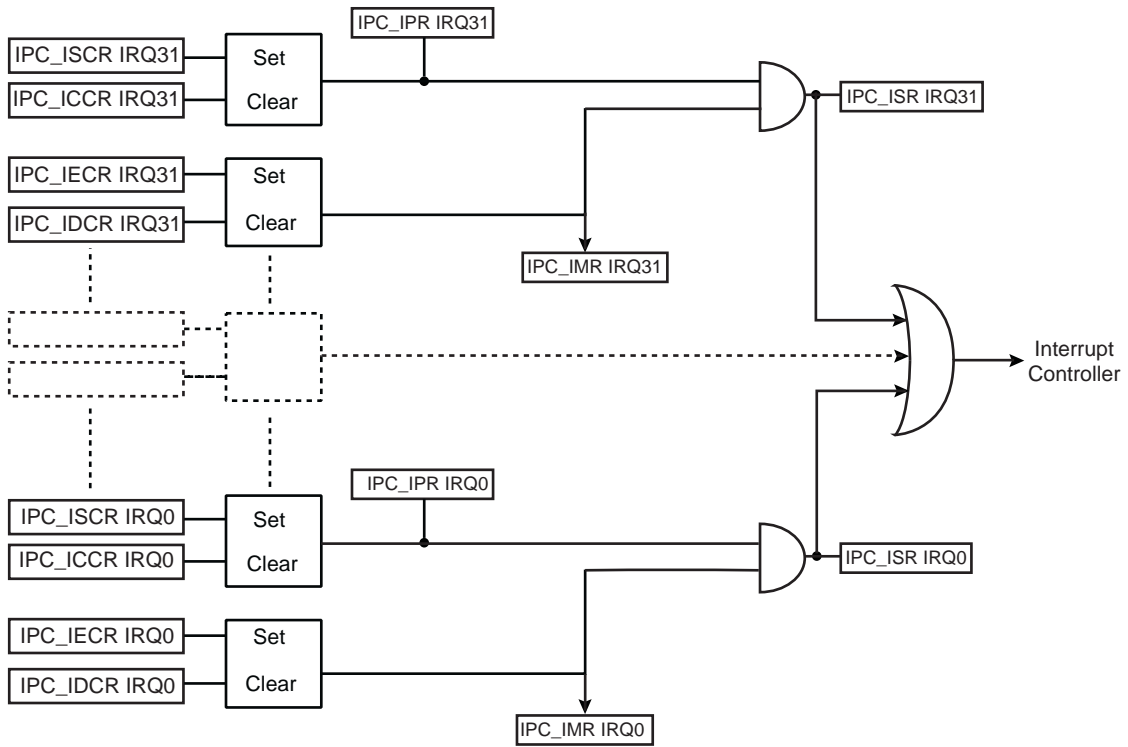 IPC_IPR IRQ31
IPC_ISCR IRQ31
Set
IPC_ICCR IRQ31
Clear
IPC_ISR IRQ31
IPC_IECR IRQ31
Set
IPC_IDCR IRQ31
Clear
IPC_IMR IRQ31
Interrupt
Controller
IPC_IPR IRQ0
IPC_ISCR IRQ0
Set
IPC_ICCR IRQ0
Clear
IPC_ISR IRQ0
IPC_IECR IRQ0
Set
IPC_IDCR IRQ0
Clear
IPC_IMR IRQ0